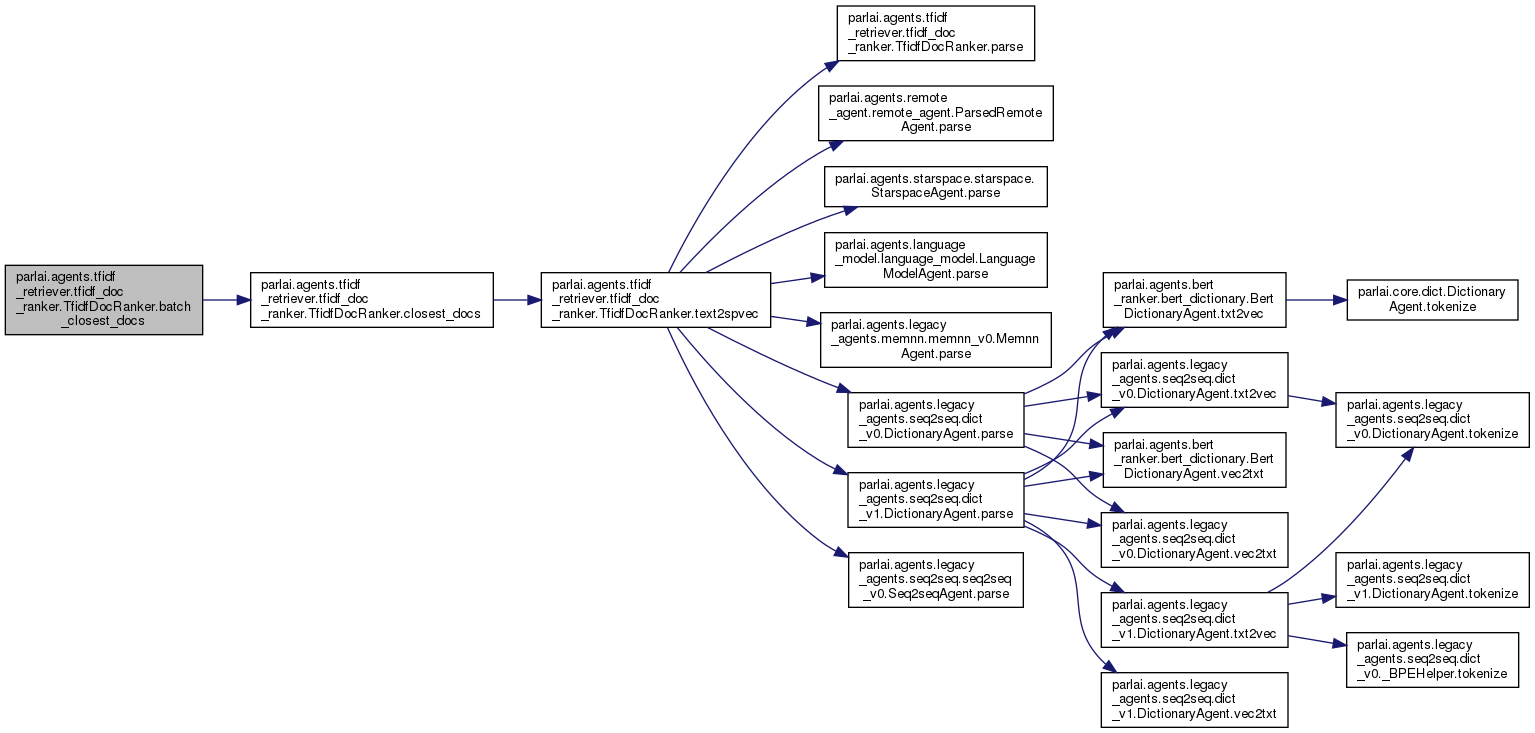 parlai.agents.tfidf
_retriever.tfidf_doc
_ranker.TfidfDocRanker.batch
_closest_docs
parlai.agents.tfidf
_retriever.tfidf_doc
_ranker.TfidfDocRanker.closest_docs
parlai.agents.tfidf
_retriever.tfidf_doc
_ranker.TfidfDocRanker.text2spvec
parlai.agents.tfidf
_retriever.tfidf_doc
_ranker.TfidfDocRanker.parse
parlai.agents.remote
_agent.remote_agent.ParsedRemote
Agent.parse
parlai.agents.starspace.starspace.
StarspaceAgent.parse
parlai.agents.language
_model.language_model.Language
ModelAgent.parse
parlai.agents.legacy
_agents.memnn.memnn_v0.Memnn
Agent.parse
parlai.agents.legacy
_agents.seq2seq.dict
_v0.DictionaryAgent.parse
parlai.agents.legacy
_agents.seq2seq.dict
_v1.DictionaryAgent.parse
parlai.agents.legacy
_agents.seq2seq.seq2seq
_v0.Seq2seqAgent.parse
parlai.agents.bert
_ranker.bert_dictionary.Bert
DictionaryAgent.txt2vec
parlai.agents.legacy
_agents.seq2seq.dict
_v0.DictionaryAgent.txt2vec
parlai.agents.bert
_ranker.bert_dictionary.Bert
DictionaryAgent.vec2txt
parlai.agents.legacy
_agents.seq2seq.dict
_v0.DictionaryAgent.vec2txt
parlai.agents.legacy
_agents.seq2seq.dict
_v1.DictionaryAgent.txt2vec
parlai.agents.legacy
_agents.seq2seq.dict
_v1.DictionaryAgent.vec2txt
parlai.core.dict.Dictionary
Agent.tokenize
parlai.agents.legacy
_agents.seq2seq.dict
_v0.DictionaryAgent.tokenize
parlai.agents.legacy
_agents.seq2seq.dict
_v1.DictionaryAgent.tokenize
parlai.agents.legacy
_agents.seq2seq.dict
_v0._BPEHelper.tokenize